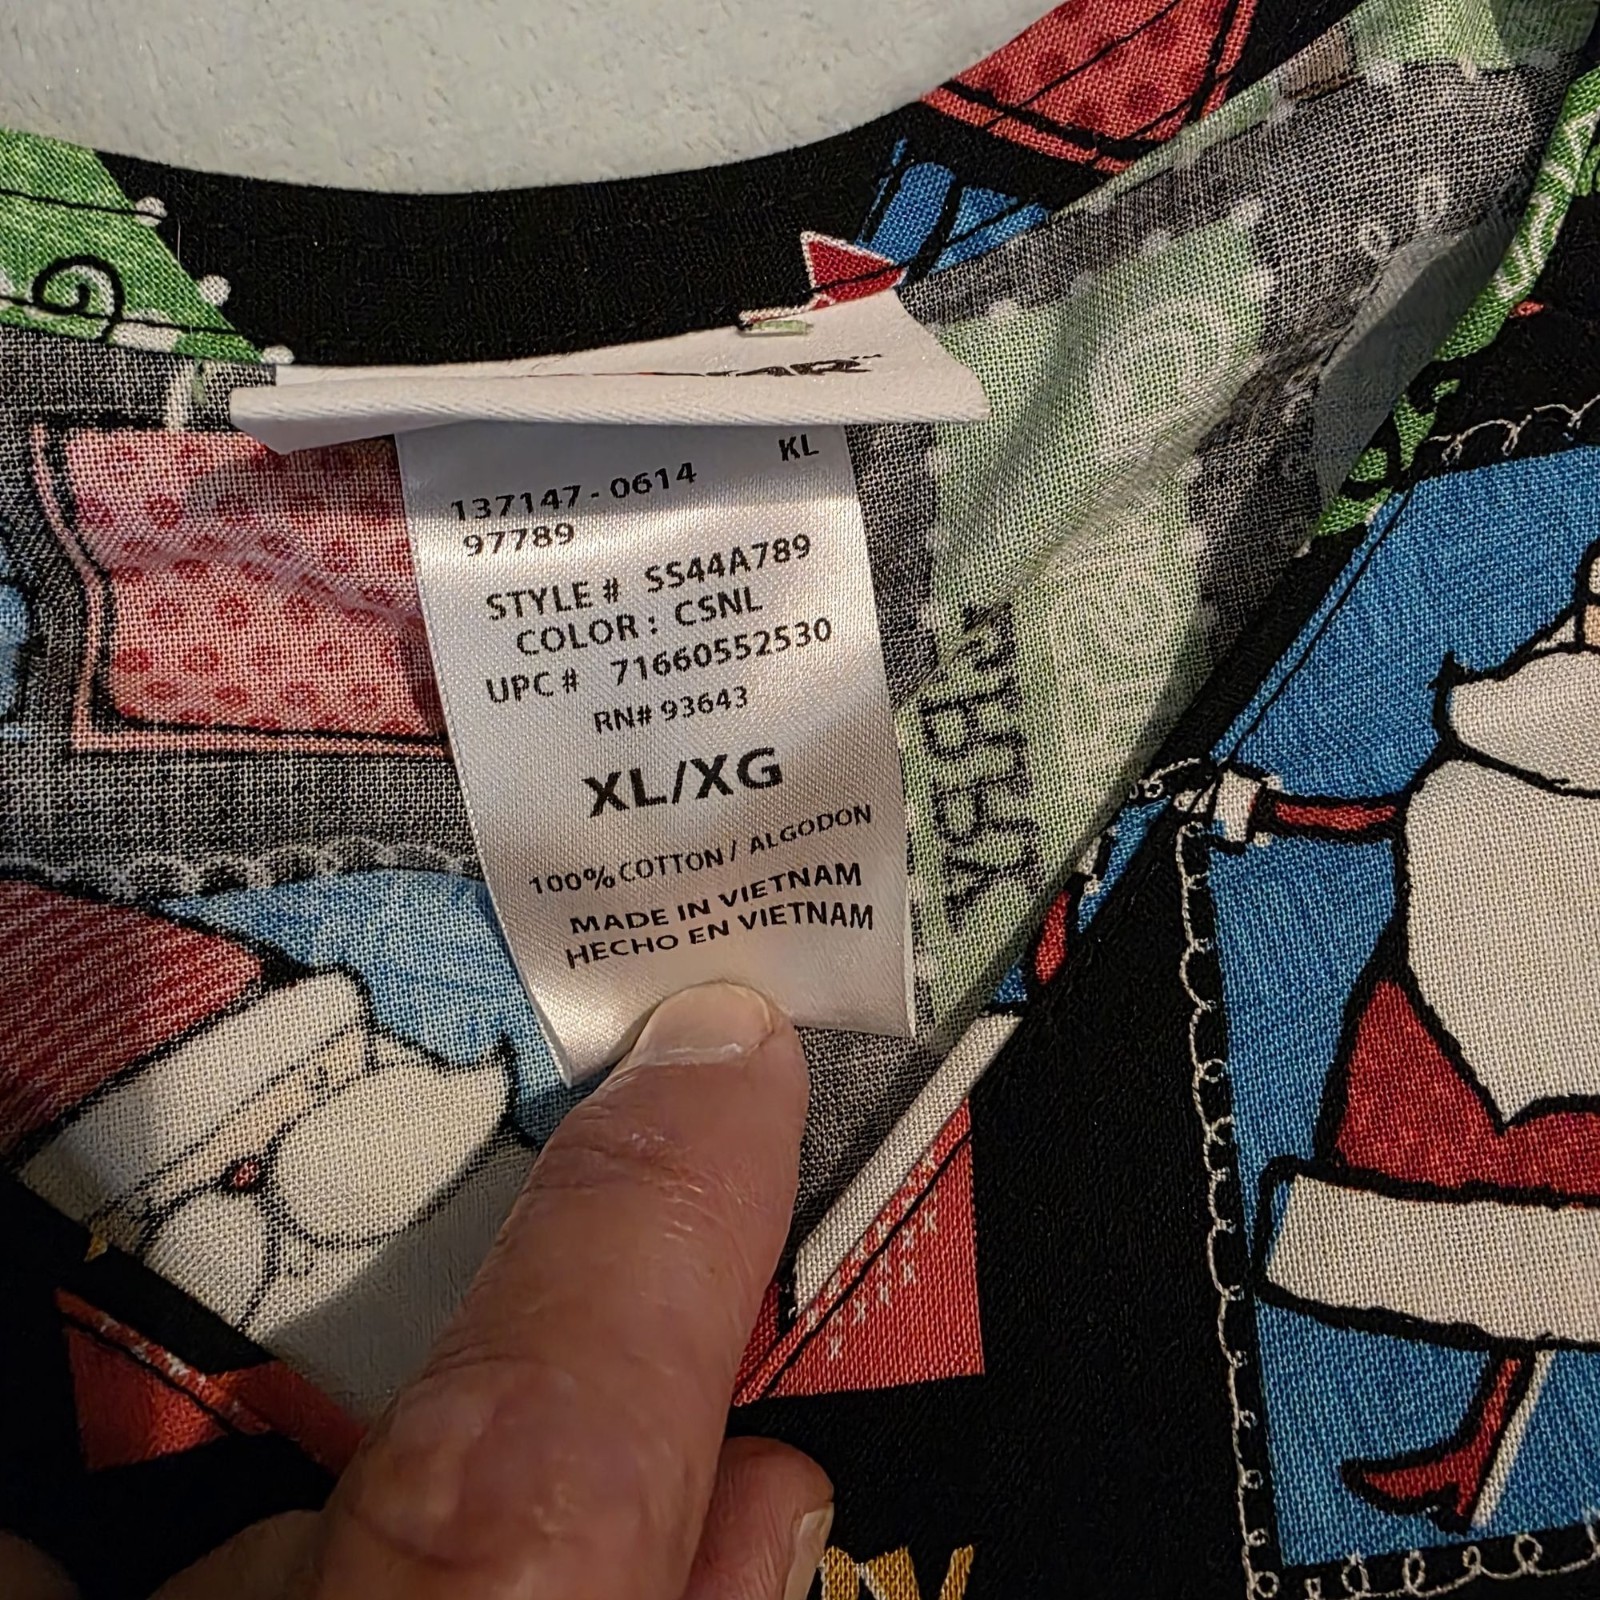 KL
137147-0614
97789
STYLE # SS44A789
COLOR: CSNL
UPC # 71660552530
RN# 93643
XL/XG
100% COTTON / ALGODON
MADE IN VIETNAM
HECHO EN VIETNAM